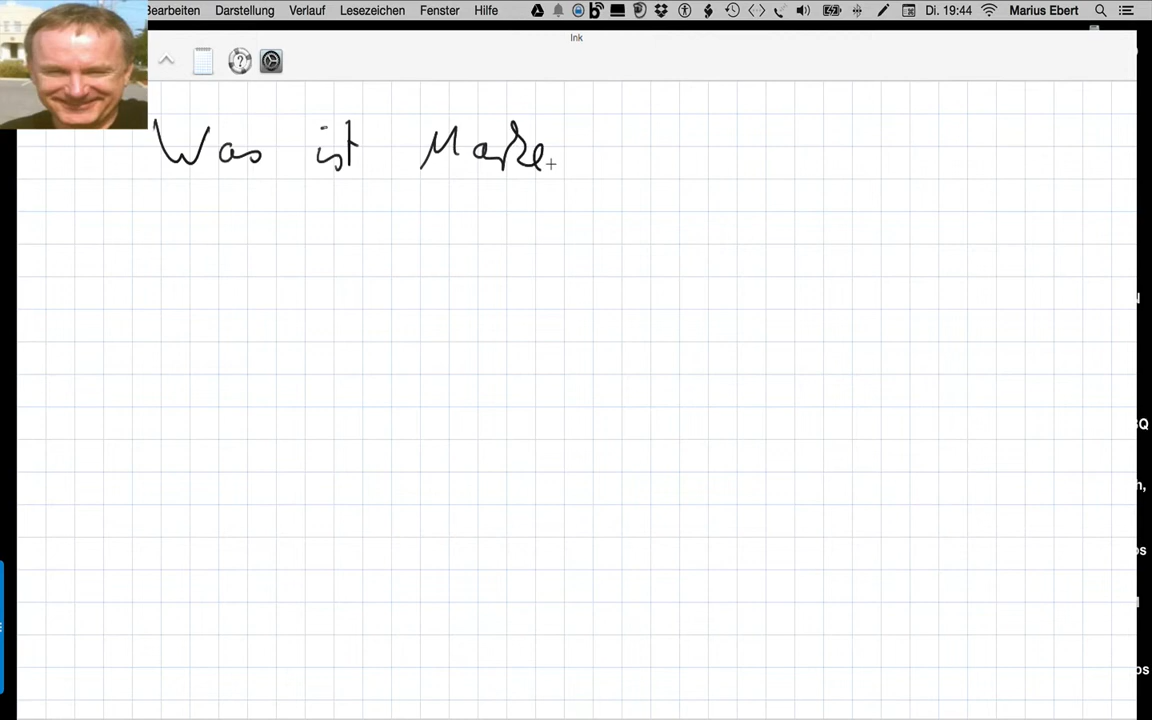 Bearbeiten Darstellung Verlauf Lesezeichen Fenster Hilfe Di. 19:44 Marius Ebert
Ink
Was ist Marke